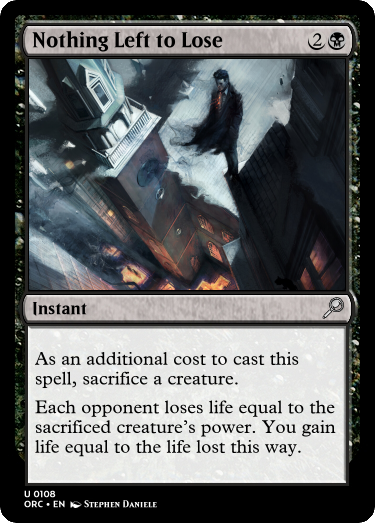 Nothing Left to Lose 2
Instant
As an additional cost to cast this
spell, sacrifice a creature.
Each opponent loses life equal to the
sacrificed creature's power. You gain
life equal to the life lost this way.
U 0108
ORC • EN Stephen Daniele